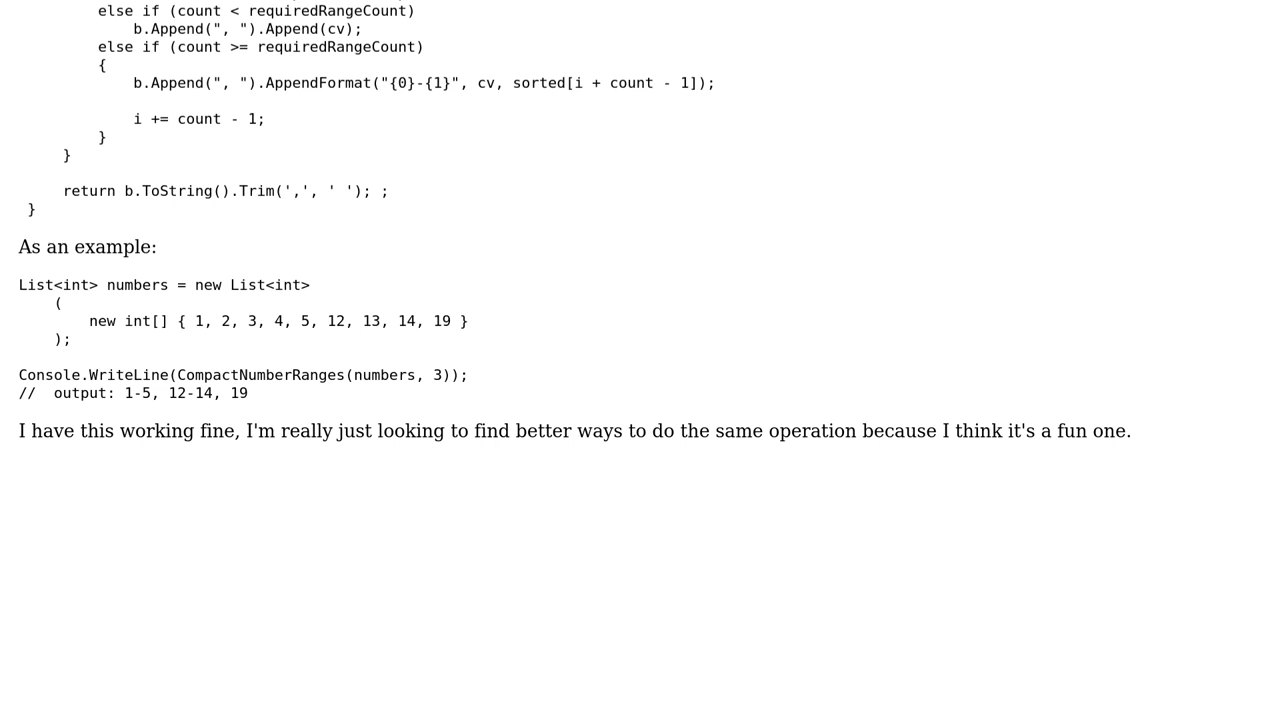 else if (count < requiredRangeCount)
b.Append(", ").Append(cv);
else if (count >= requiredRangeCount)
{
b.Append(", ").AppendFormat("{0}-{1}", cv, sorted[i + count - 1]);
i += count - 1;
}
}
return b.ToString().Trim(',', ' '); ;
}
As an example:
List<int> numbers = new List<int>
(
new int[] { 1, 2, 3, 4, 5, 12, 13, 14, 19 }
);
Console.WriteLine(CompactNumberRanges(numbers, 3));
//  output: 1-5, 12-14, 19
I have this working fine, I'm really just looking to find better ways to do the same operation because I think it's a fun one.